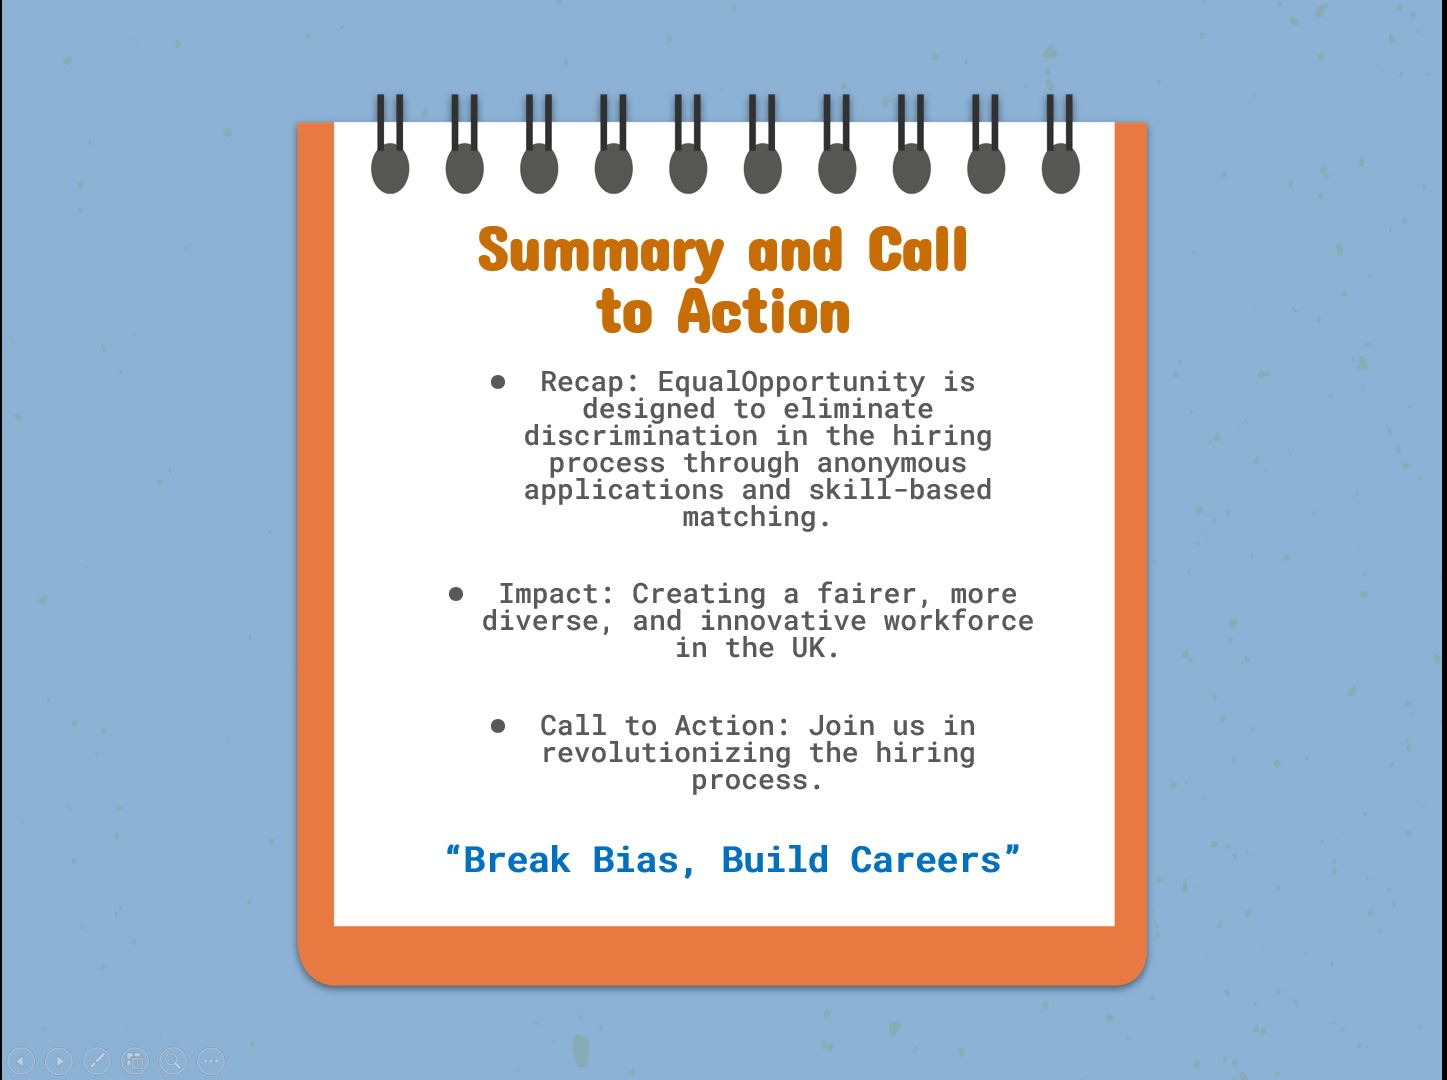 Summary and Call
to Action
● Recap: EqualOpportunity is
designed to eliminate
discrimination in the hiring
process through anonymous
applications and skill-based
matching.
● Impact: Creating a fairer, more
diverse, and innovative workforce
in the UK.
● Call to Action: Join us in
revolutionizing the hiring
process.
“Break Bias, Build Careers”